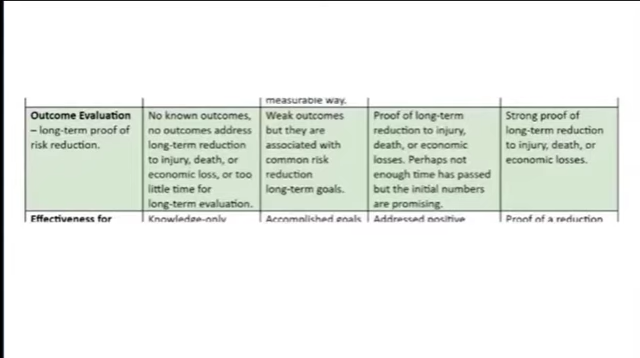 measurable way.
Outcome Evaluation
– long-term proof of
risk reduction.
No known outcomes,
no outcomes address
long-term reduction
to injury, death, or
economic loss, or too
little time for
long-term evaluation.
Weak outcomes
but they are
associated with
common risk
reduction
long-term goals.
Proof of long-term
reduction to injury,
death, or economic
losses. Perhaps not
enough time has passed
but the initial numbers
are promising.
Strong proof of
long-term reduction
to injury, death, or
economic losses.
Effectiveness for
Knowledge-only
Accomplished goals
Addressed positive
Proof of a reduction